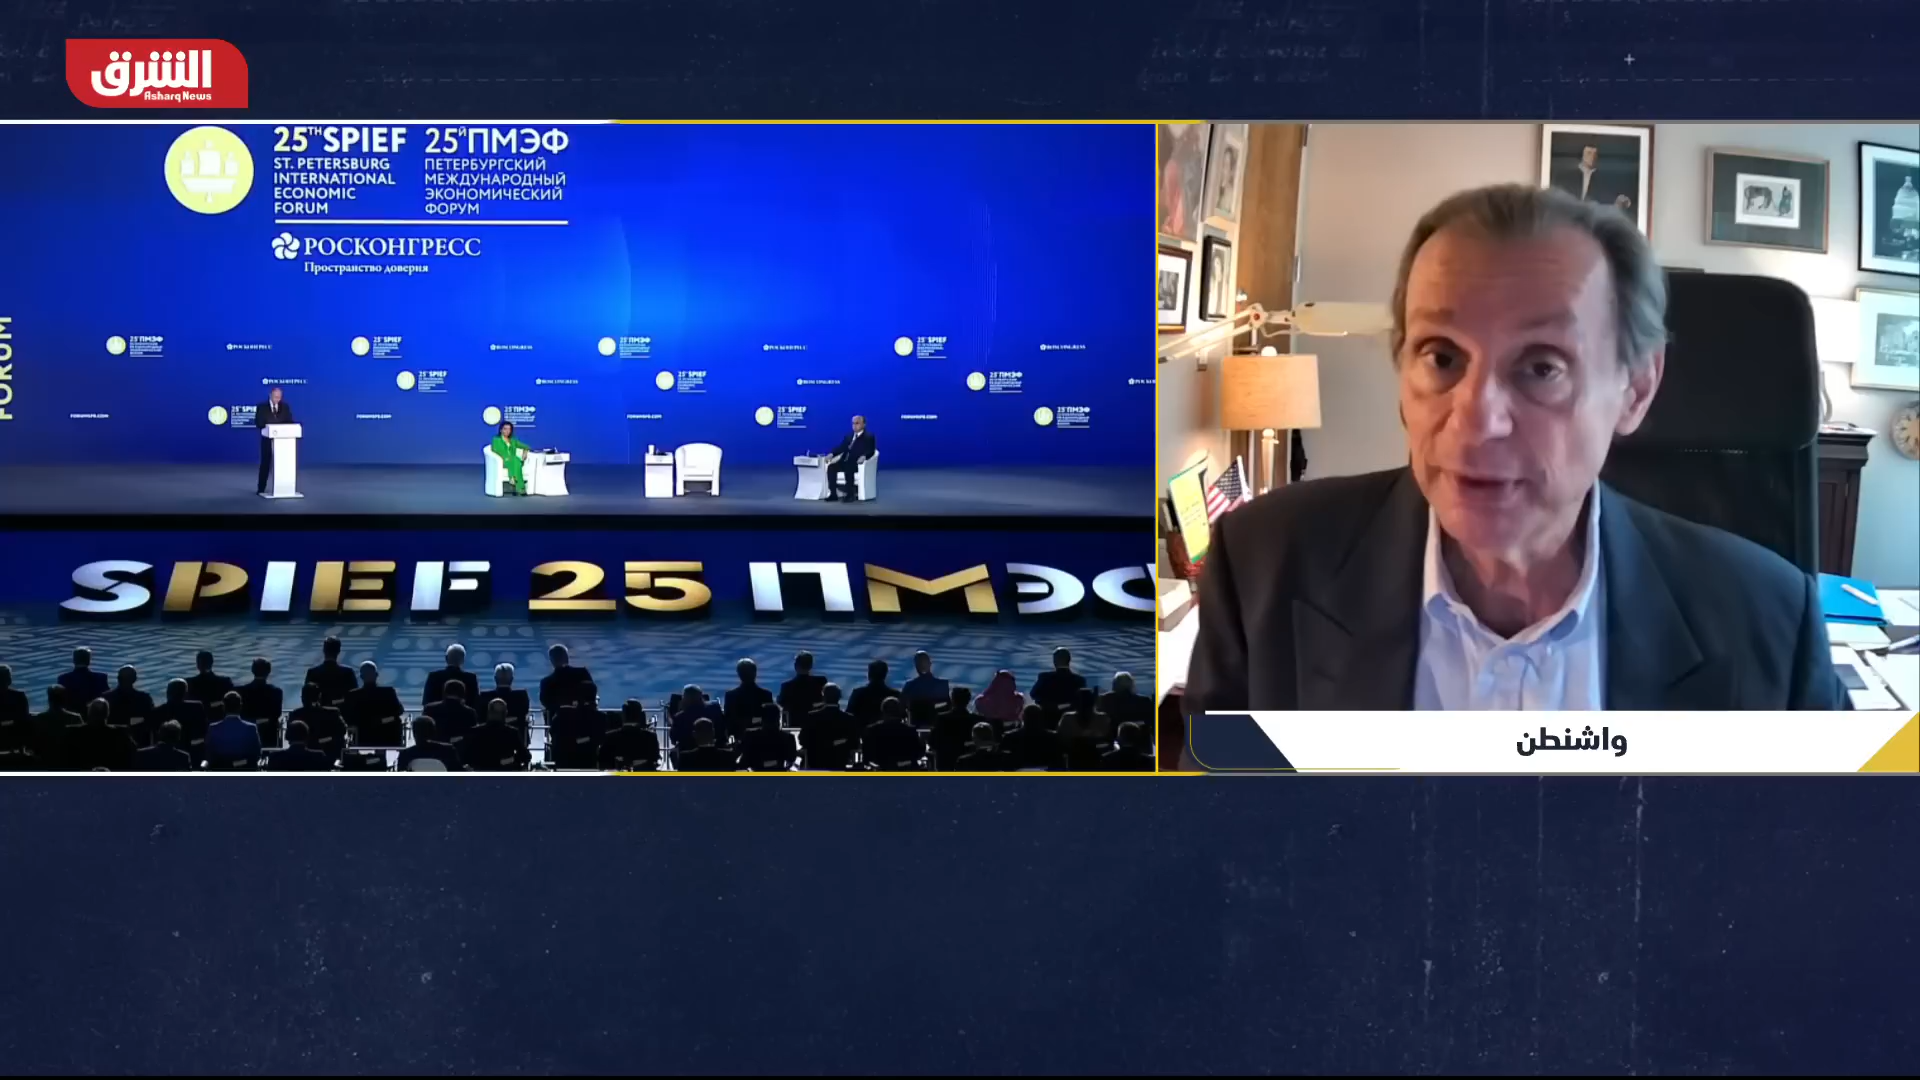 الشرق
Asharq News
25TH SPIEF
ST. PETERSBURG
INTERNATIONAL
ECONOMIC
FORUM
25Й ПМЭФ
ПЕТЕРБУРГСКИЙ
МЕЖДУНАРОДНЫЙ
ЭКОНОМИЧЕСКИЙ
ФОРУМ
РОСКОНГРЕСС
Пространство доверия
FORUM
SPIEF 25 ПМЭФ
واشنطن